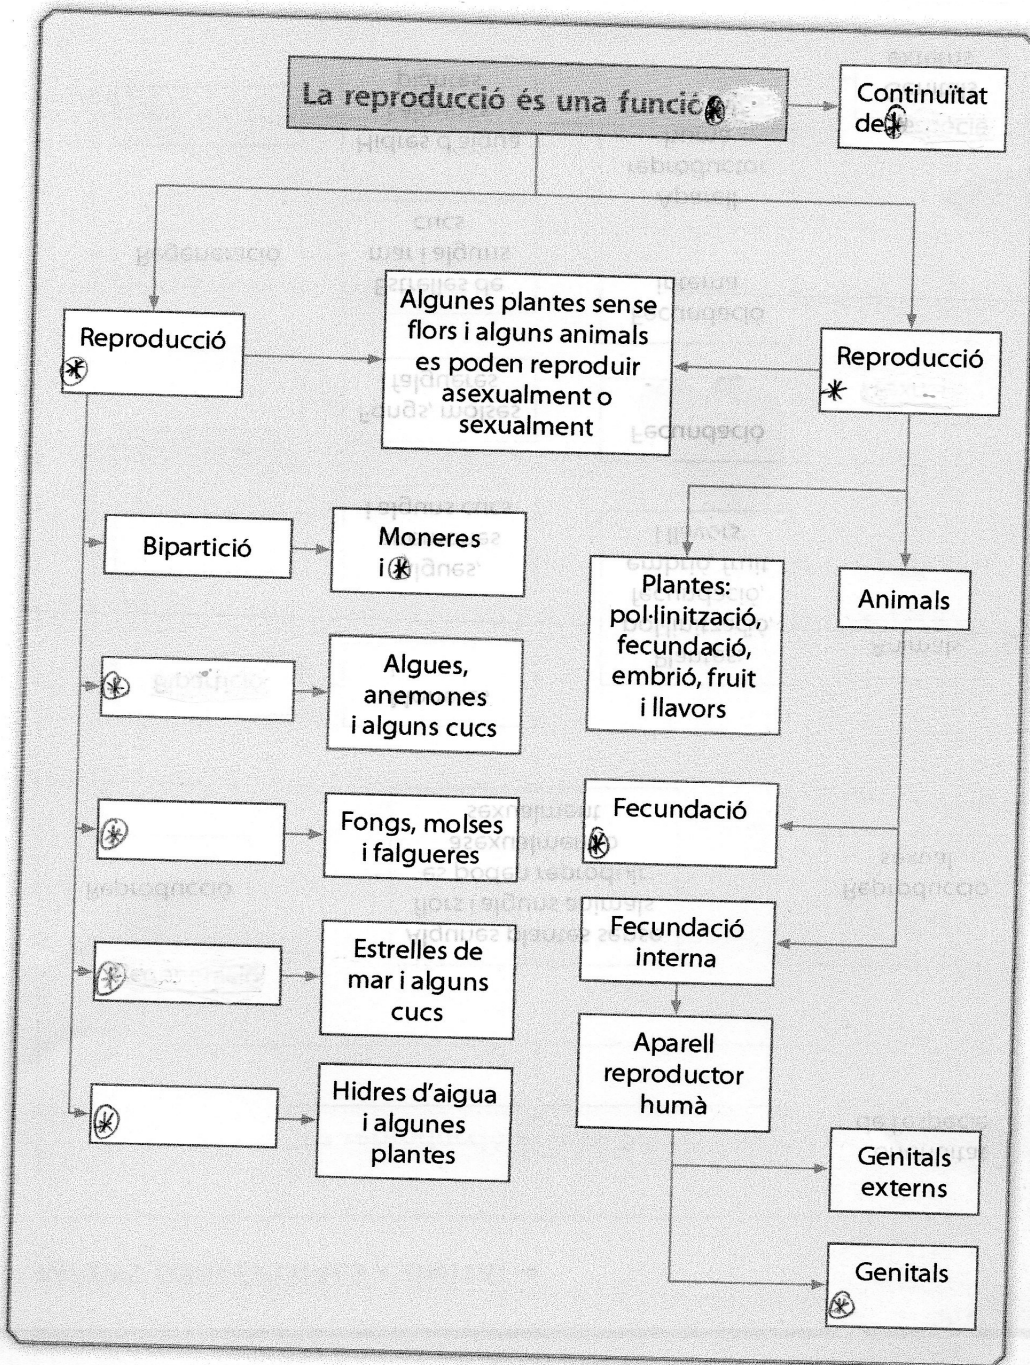 La reproducció és una funció *
Continuïtat
de *
Reproducció
*
Algunes plantes sense
flors i alguns animals
es poden reproduir
asexualment o
sexualment
Reproducció
*
Bipartició
Moneres
i *
Plantes:
pol·linització,
fecundació,
embrió, fruit
i llavors
Animals
*
Algues,
anemones
i alguns cucs
*
Fongs, molses
i falgueres
Fecundació
*
*
Estrelles de
mar i alguns
cucs
Fecundació
interna
Aparell
reproductor
humà
*
Hidres d'aigua
i algunes
plantes
Genitals
externs
Genitals
*